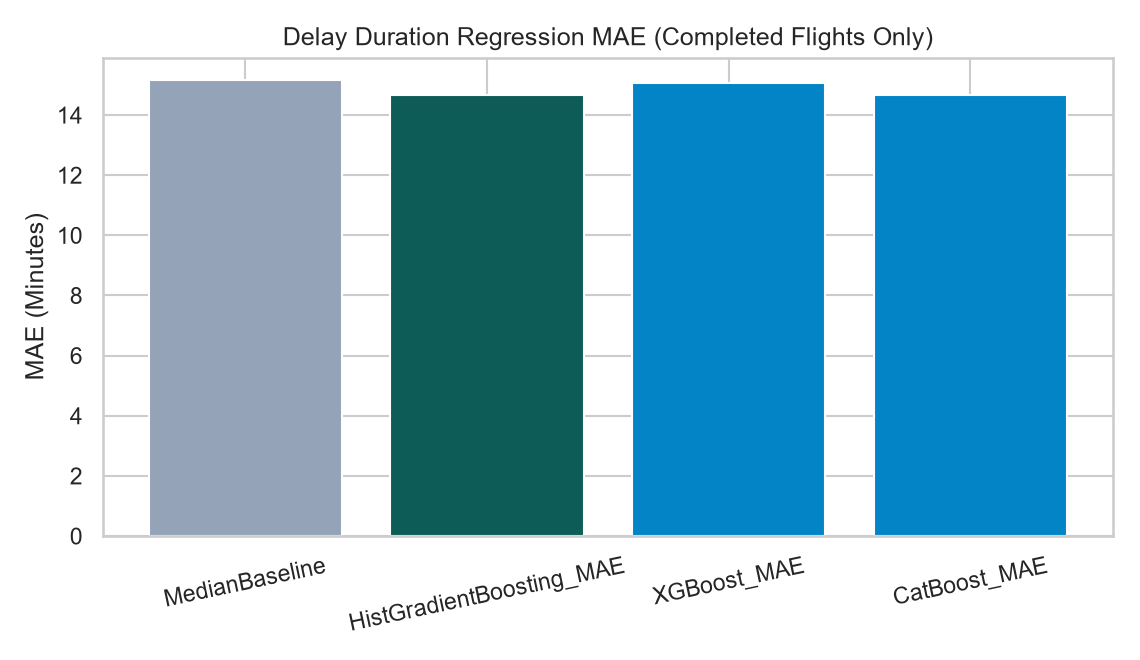 Delay Duration Regression MAE (Completed Flights Only)
MAE (Minutes)
14
12
10
8
6
4
2
0
MedianBaseline
HistGradientBoosting_MAE
XGBoost_MAE
CatBoost_MAE